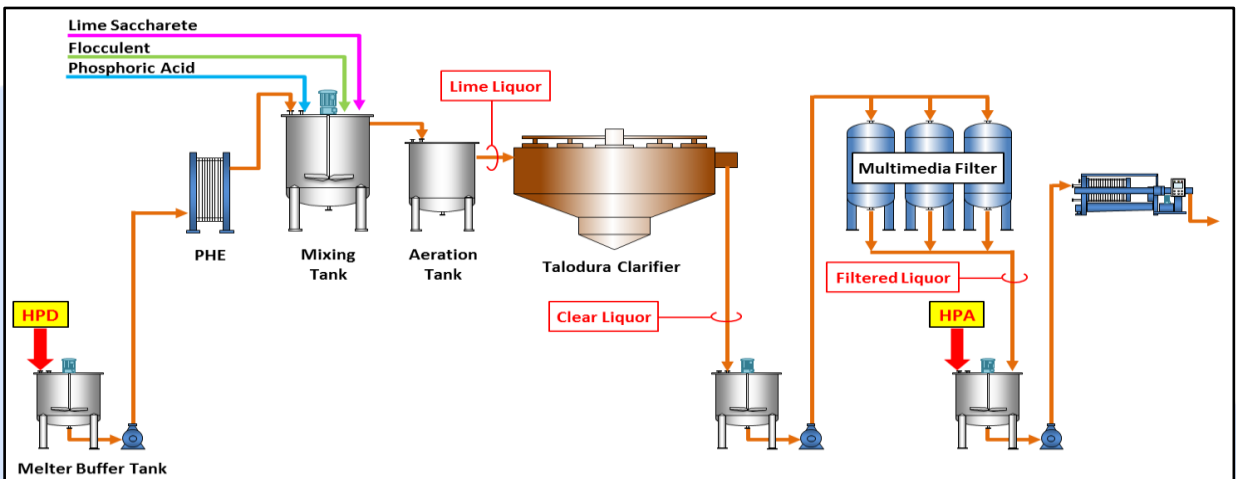 Lime Saccharete
Flocculent
Phosphoric Acid
Lime Liquor
Multimedia Filter
PHE
Mixing
Tank
Aeration
Tank
Talodura Clarifier
Filtered Liquor
HPD
Clear Liquor
HPA
Melter Buffer Tank